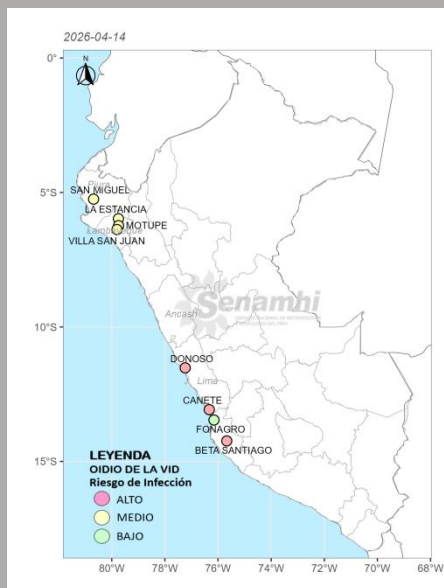 2026-04-14
N
0°
5°S
10°S
15°S
Piura
SAN MIGUEL
LA ESTANCIA
MOTUPE
Lambayeque
VILLA SAN JUAN
Senamhi
Ancash
DONOSO
Lima
CANETE
FONAGRO
BETA SANTIAGO
LEYENDA
OIDIO DE LA VID
Riesgo de Infección
ALTO
MEDIO
BAJO
80°W
78°W
76°W
74°W
72°W
70°W
68°W